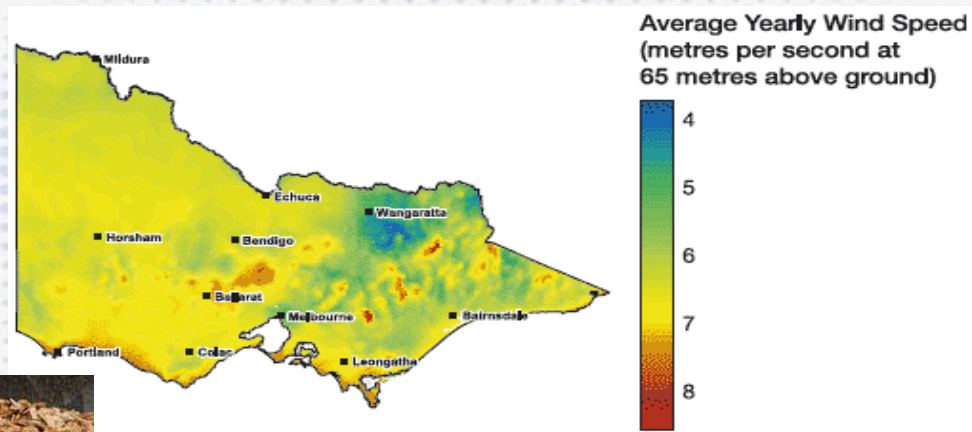 Average Yearly Wind Speed
(metres per second at
65 metres above ground)
Mildura
4
5
Echuca
Wangaratta
Horsham
Bendigo
6
Ballarat
Melbourne
Bairnsdale
7
Portland
Colac
Leongatha
8